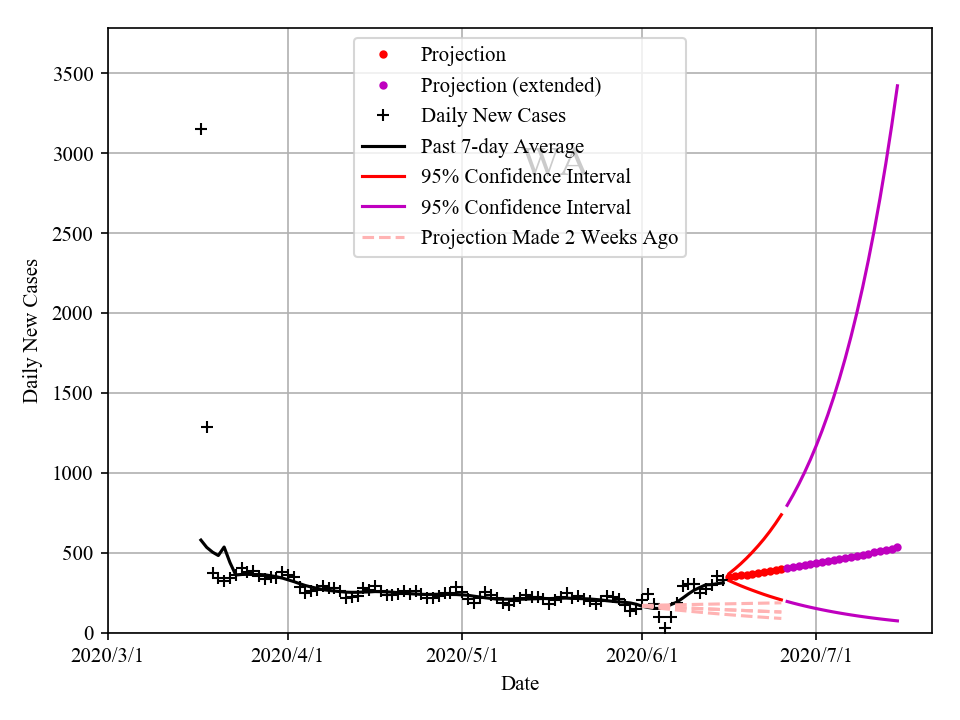 Projection
Projection (extended)
Daily New Cases
Past 7-day Average
WA
95% Confidence Interval
95% Confidence Interval
Projection Made 2 Weeks Ago
3500
3000
2500
2000
1500
1000
500
0
Daily New Cases
2020/3/1 2020/4/1 2020/5/1 2020/6/1 2020/7/1
Date